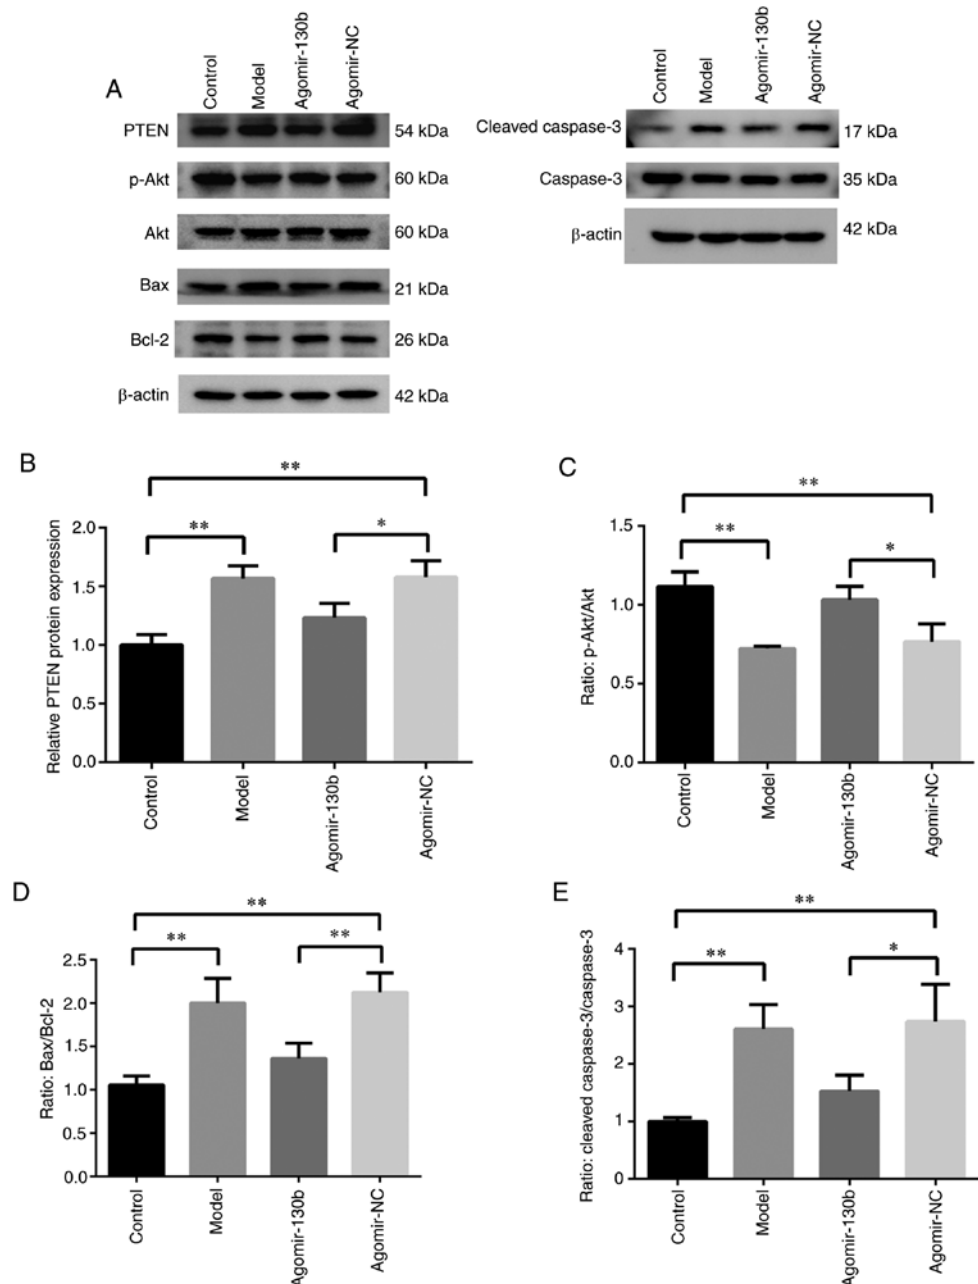 A
Control
Model
Agomir-130b
Agomir-NC
PTEN
54 kDa
p-Akt
60 kDa
Akt
60 kDa
Bax
21 kDa
Bcl-2
26 kDa
β-actin
42 kDa
Control
Model
Agomir-130b
Agomir-NC
Cleaved caspase-3
17 kDa
Caspase-3
35 kDa
β-actin
42 kDa
B
**
**
*
Relative PTEN protein expression
2.0
1.5
1.0
0.5
0.0
Control
Model
Agomir-130b
Agomir-NC
C
**
**
*
Ratio: p-Akt/Akt
1.5
1.0
0.5
0.0
Control
Model
Agomir-130b
Agomir-NC
D
**
**
**
Ratio: Bax/Bcl-2
2.5
2.0
1.5
1.0
0.5
0.0
Control
Model
Agomir-130b
Agomir-NC
E
**
**
*
Ratio: cleaved caspase-3/caspase-3
4
3
2
1
0
Control
Model
Agomir-130b
Agomir-NC